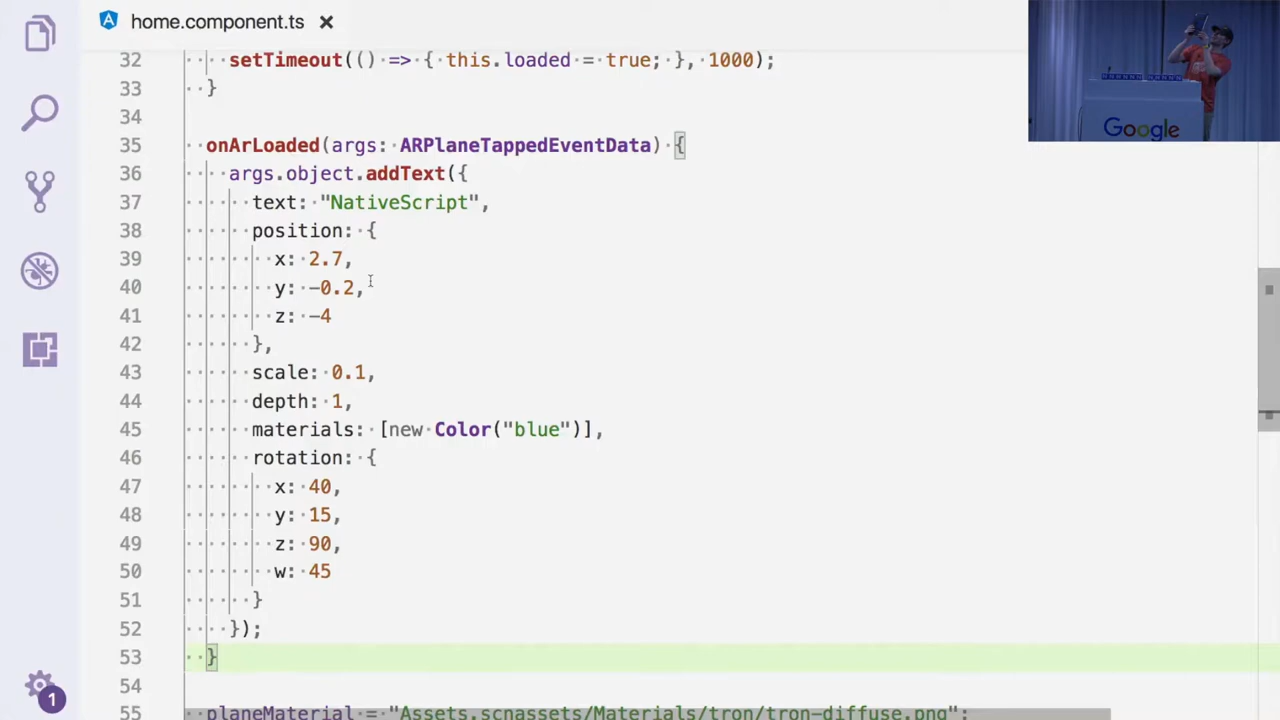 home.component.ts
32 setTimeout(() => { this.loaded = true; }, 1000);
33 }
34
35 onArLoaded(args: ARPlaneTappedEventData) {
36 args.object.addText({
37 text: "NativeScript",
38 position: {
39 x: 2.7,
40 y: -0.2,
41 z: -4
42 },
43 scale: 0.1,
44 depth: 1,
45 materials: [new Color("blue")],
46 rotation: {
47 x: 40,
48 y: 15,
49 z: 90,
50 w: 45
51 }
52 });
53 }
54
55 planeMaterial = "Assets.scnassets/Materials/tron/tron-diffuse.png";
1
Google